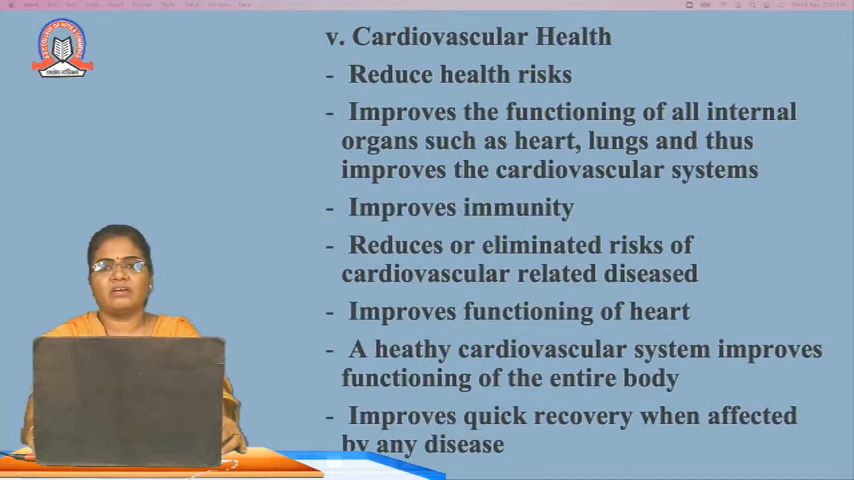 v. Cardiovascular Health
- Reduce health risks
- Improves the functioning of all internal
organs such as heart, lungs and thus
improves the cardiovascular systems
- Improves immunity
- Reduces or eliminated risks of
cardiovascular related diseased
- Improves functioning of heart
- A heathy cardiovascular system improves
functioning of the entire body
- Improves quick recovery when affected
by any disease